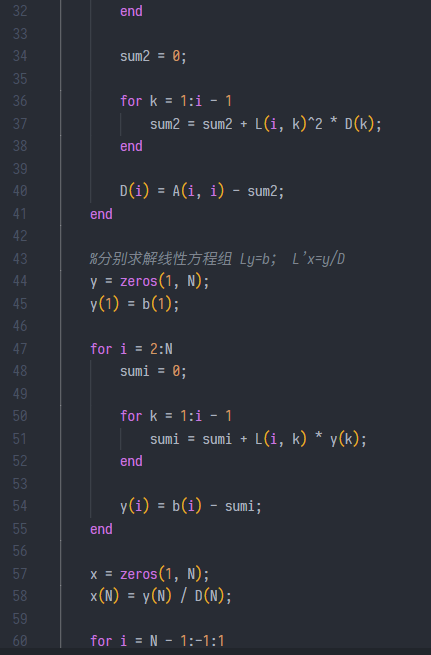 32 end
33
34 sum2 = 0;
35
36 for k = 1:i - 1
37 sum2 = sum2 + L(i, k)^2 * D(k);
38 end
39
40 D(i) = A(i, i) - sum2;
41 end
42
43 %分别求解线性方程组 Ly=b; L'x=y/D
44 y = zeros(1, N);
45 y(1) = b(1);
46
47 for i = 2:N
48 sumi = 0;
49
50 for k = 1:i - 1
51 sumi = sumi + L(i, k) * y(k);
52 end
53
54 y(i) = b(i) - sumi;
55 end
56
57 x = zeros(1, N);
58 x(N) = y(N) / D(N);
59
60 for i = N - 1:-1:1